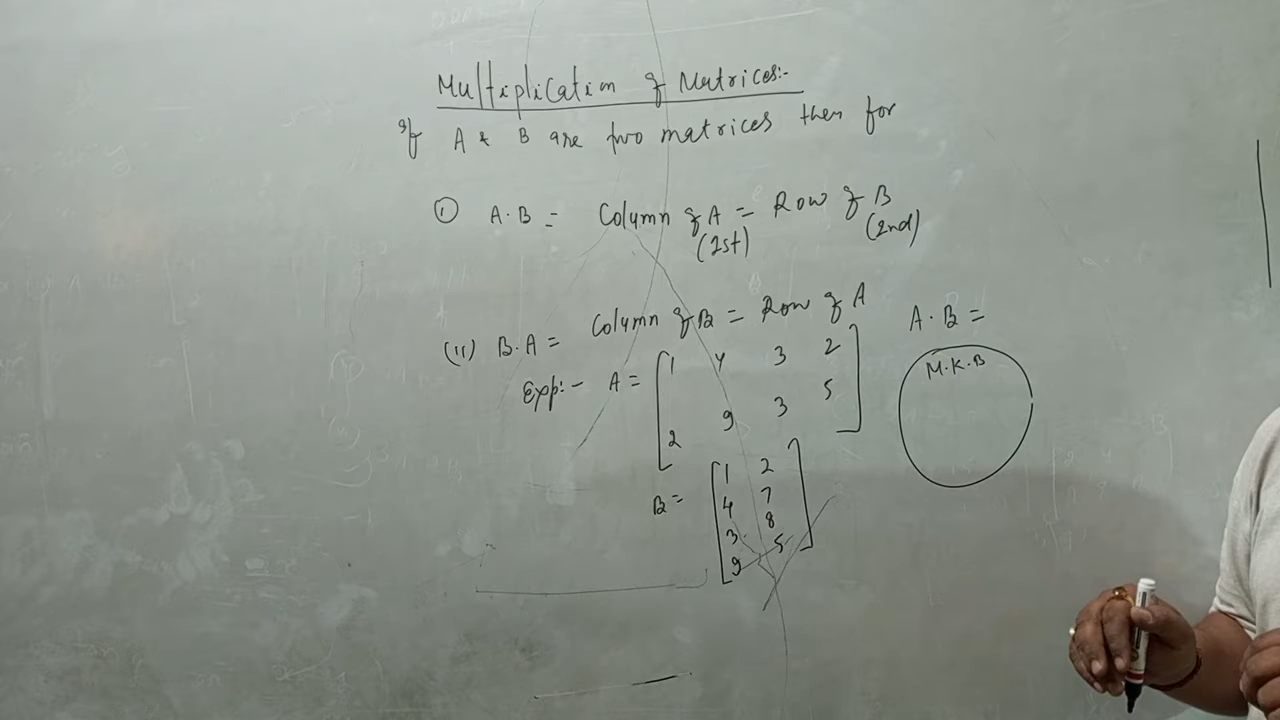 Multiplication of Matrices:-
If A & B are two matrices then for
(i) A·B = Column of A = Row of B
(1st) (2nd)
(ii) B·A = Column of B = Row of A
A·B =
Exp:- A = [1 4 3 2
2 9 3 5]
M.K.B
B = [1 2
4 7
3 8
9 5]